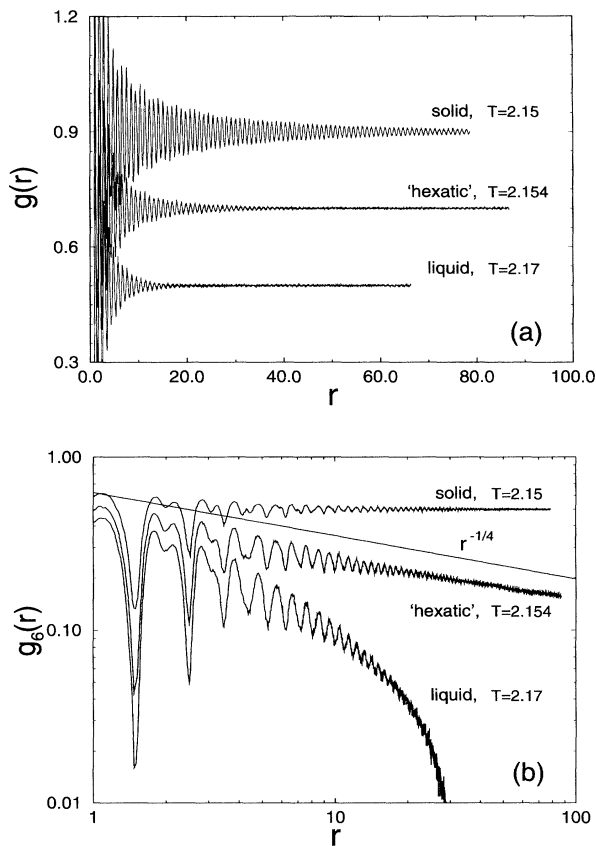 1.2
solid, T=2.15
0.9
'hexatic', T=2.154
g(r)
0.6
liquid, T=2.17
(a)
0.3
0.0 20.0 40.0 60.0 80.0 100.0
r
1.00
solid, T=2.15
r^-1/4
'hexatic', T=2.154
g₆(r)
0.10
liquid, T=2.17
(b)
0.01
1 10 100
r